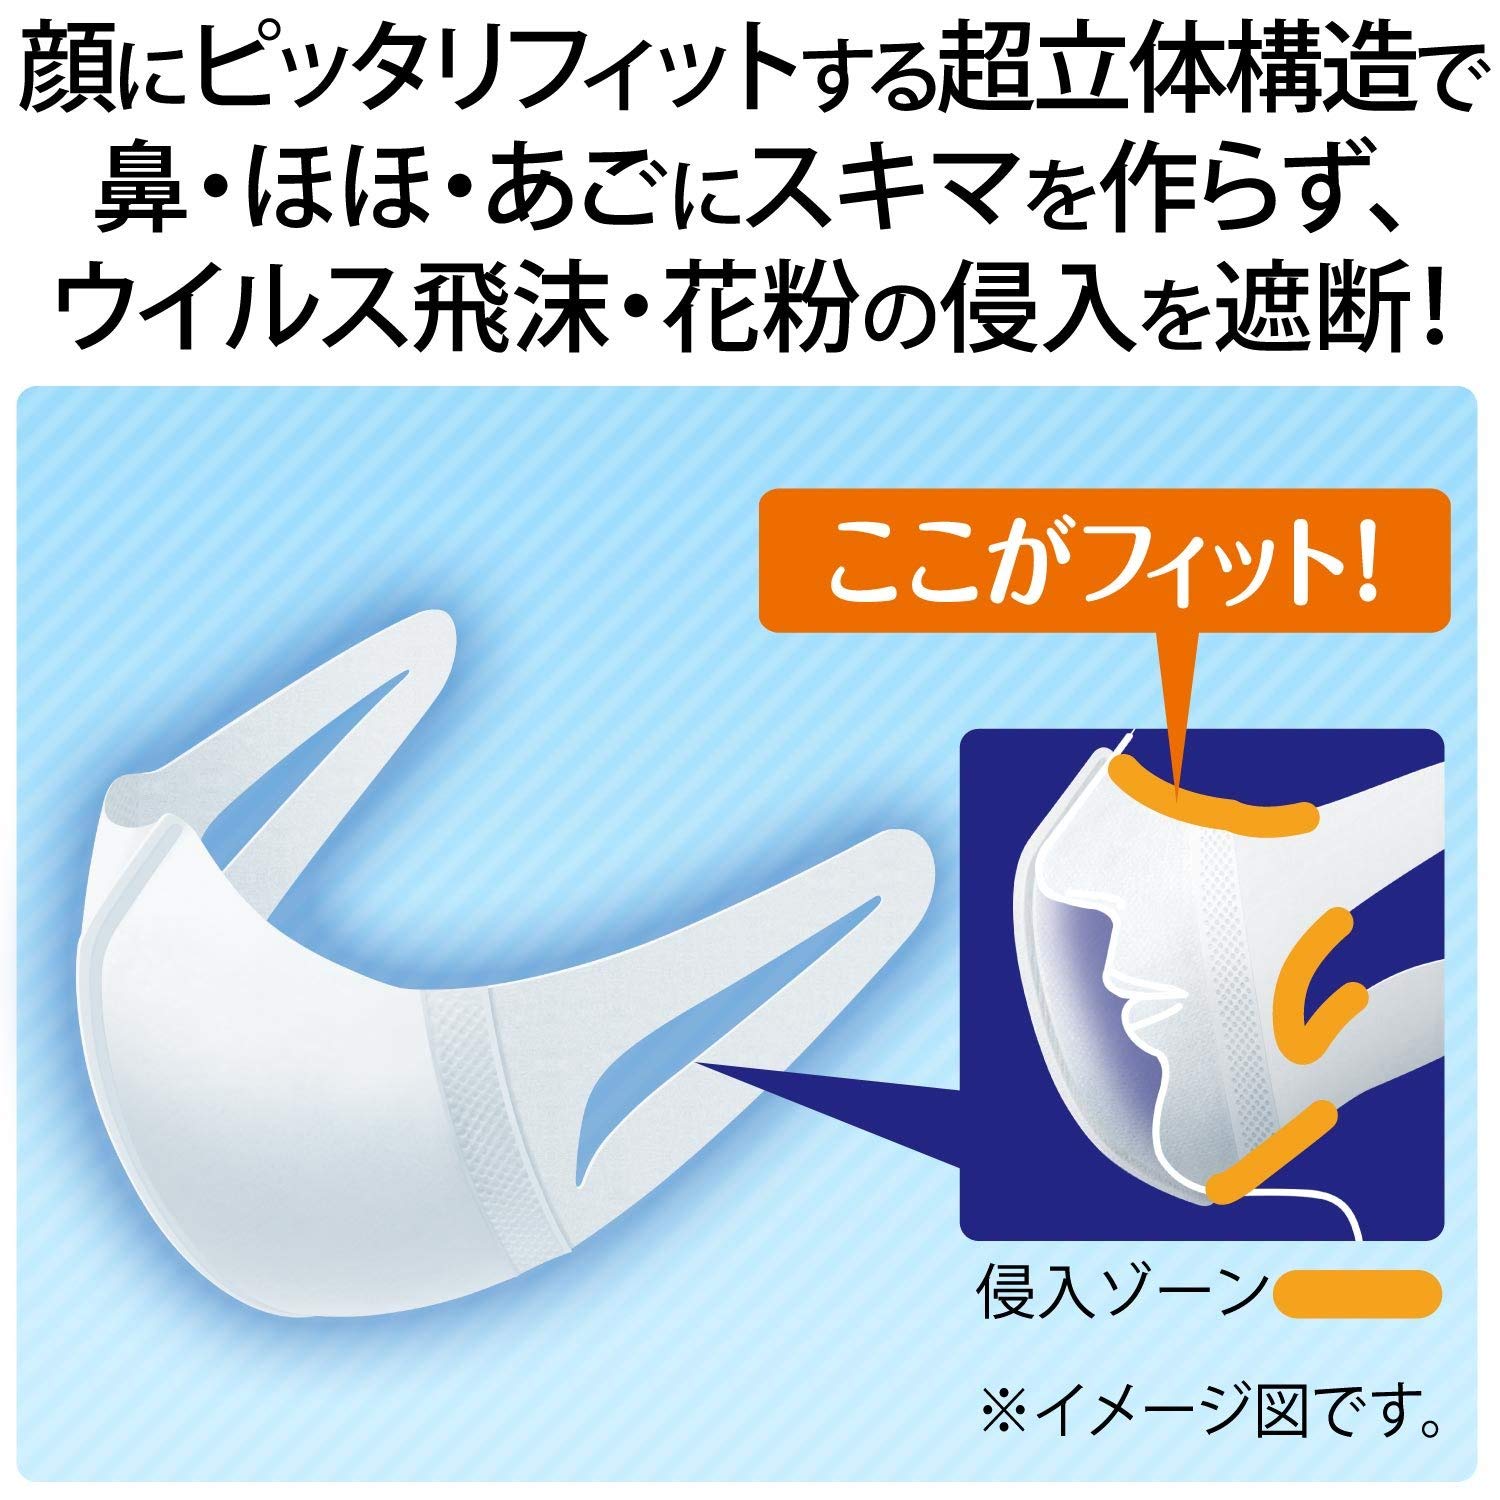 顔にピッタリフィットする超立体構造で
鼻・ほほ・あごにスキマを作らず、
ウイルス飛沫・花粉の侵入を遮断！
ここがフィット！
侵入ゾーン
※イメージ図です。